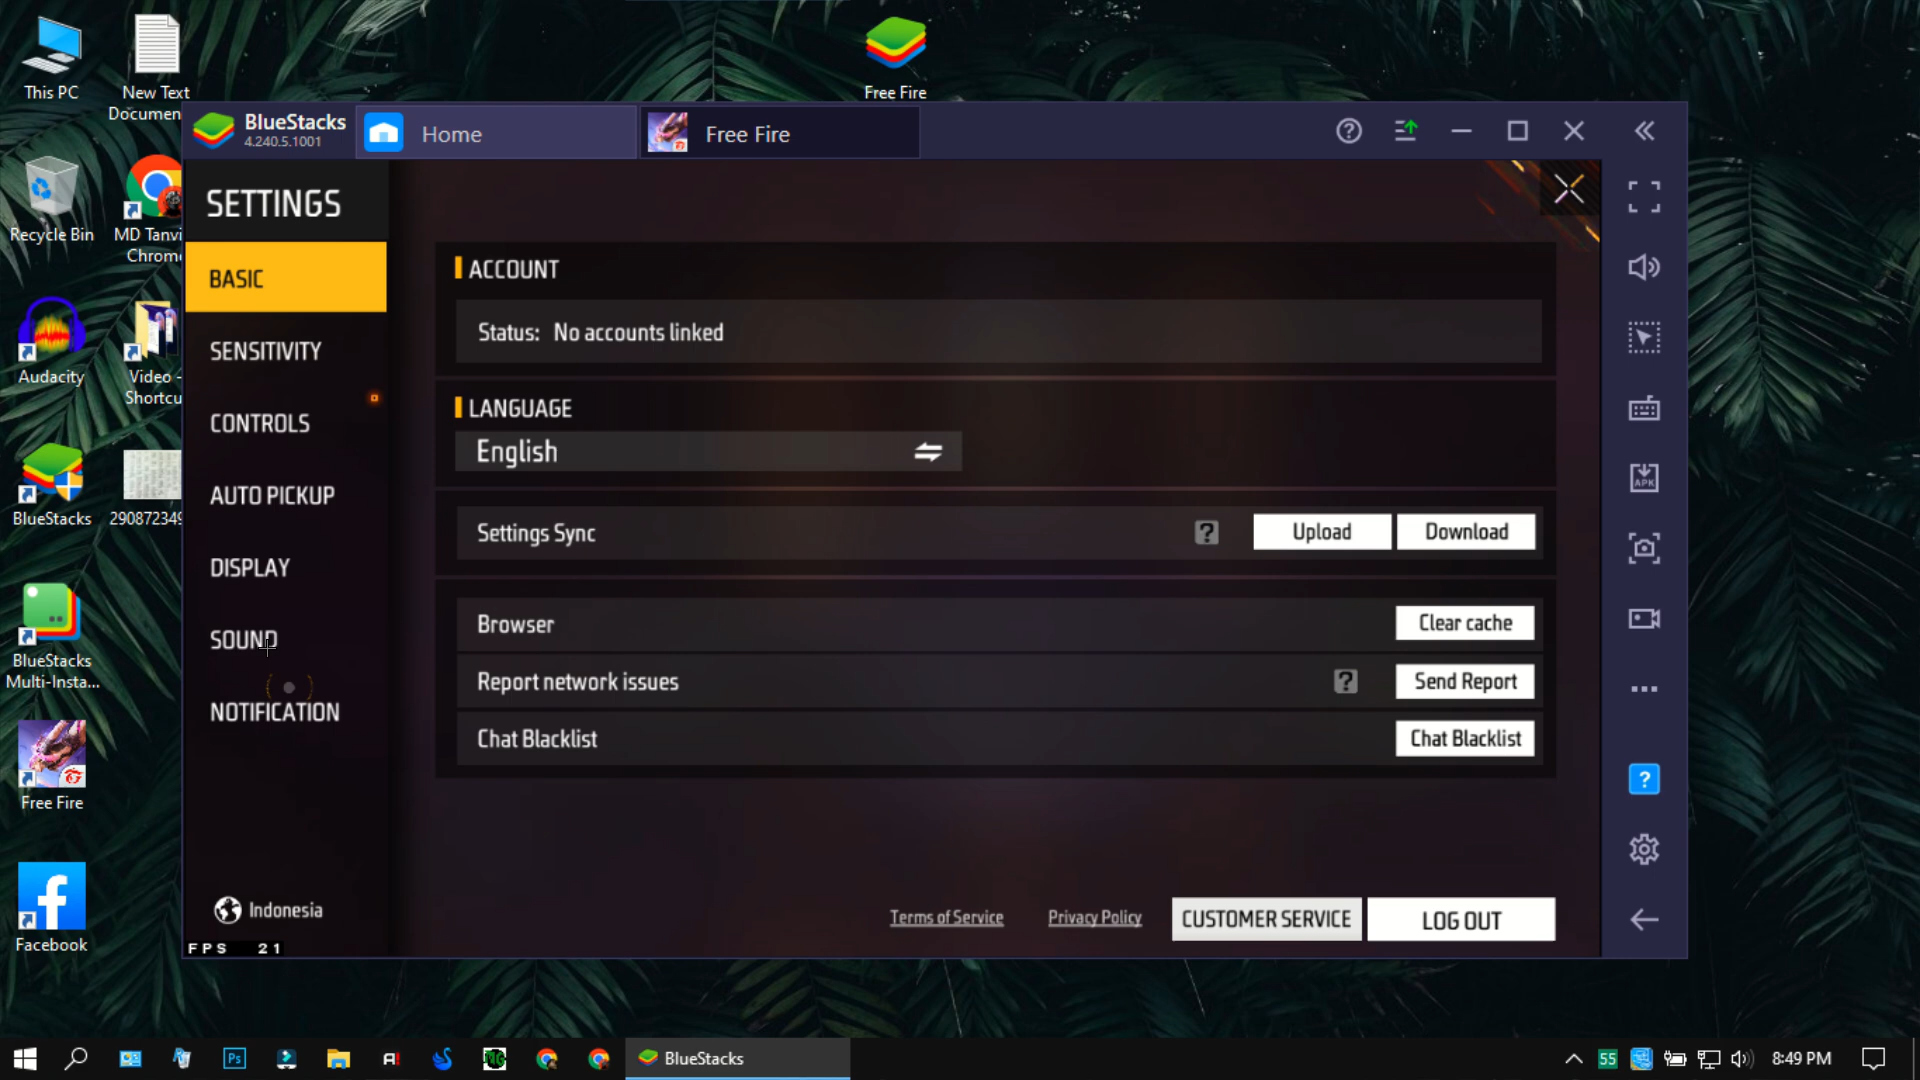 This PC
New Text
Documen
Free Fire
BlueStacks
4.240.5.1001
Home
Free Fire
Recycle Bin
MD Tanvi
Chrome
SETTINGS
BASIC
SENSITIVITY
CONTROLS
AUTO PICKUP
DISPLAY
SOUND
NOTIFICATION
Indonesia
FPS 21
ACCOUNT
Status: No accounts linked
LANGUAGE
English
Settings Sync
?
Upload
Download
Browser
Clear cache
Report network issues
?
Send Report
Chat Blacklist
Chat Blacklist
Terms of Service
Privacy Policy
CUSTOMER SERVICE
LOG OUT
APK
?
Audacity
Video -
Shortcu
BlueStacks
290872349
BlueStacks
Multi-Insta...
Free Fire
Facebook
Ps
A!
BlueStacks
55
8:49 PM